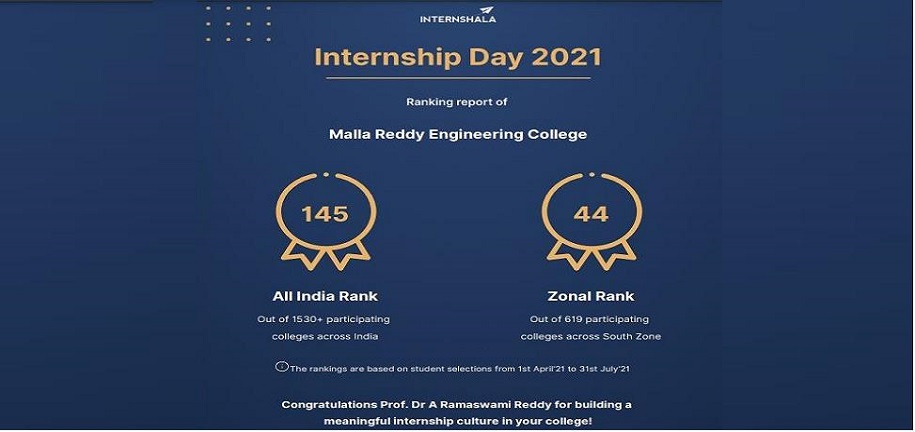 INTERNSHALA
Internship Day 2021
Ranking report of
Malla Reddy Engineering College
145
All India Rank
Out of 1530+ participating
colleges across India
44
Zonal Rank
Out of 619 participating
colleges across South Zone
The rankings are based on student selections from 1st April'21 to 31st July'21
Congratulations Prof. Dr A Ramaswami Reddy for building a
meaningful internship culture in your college!